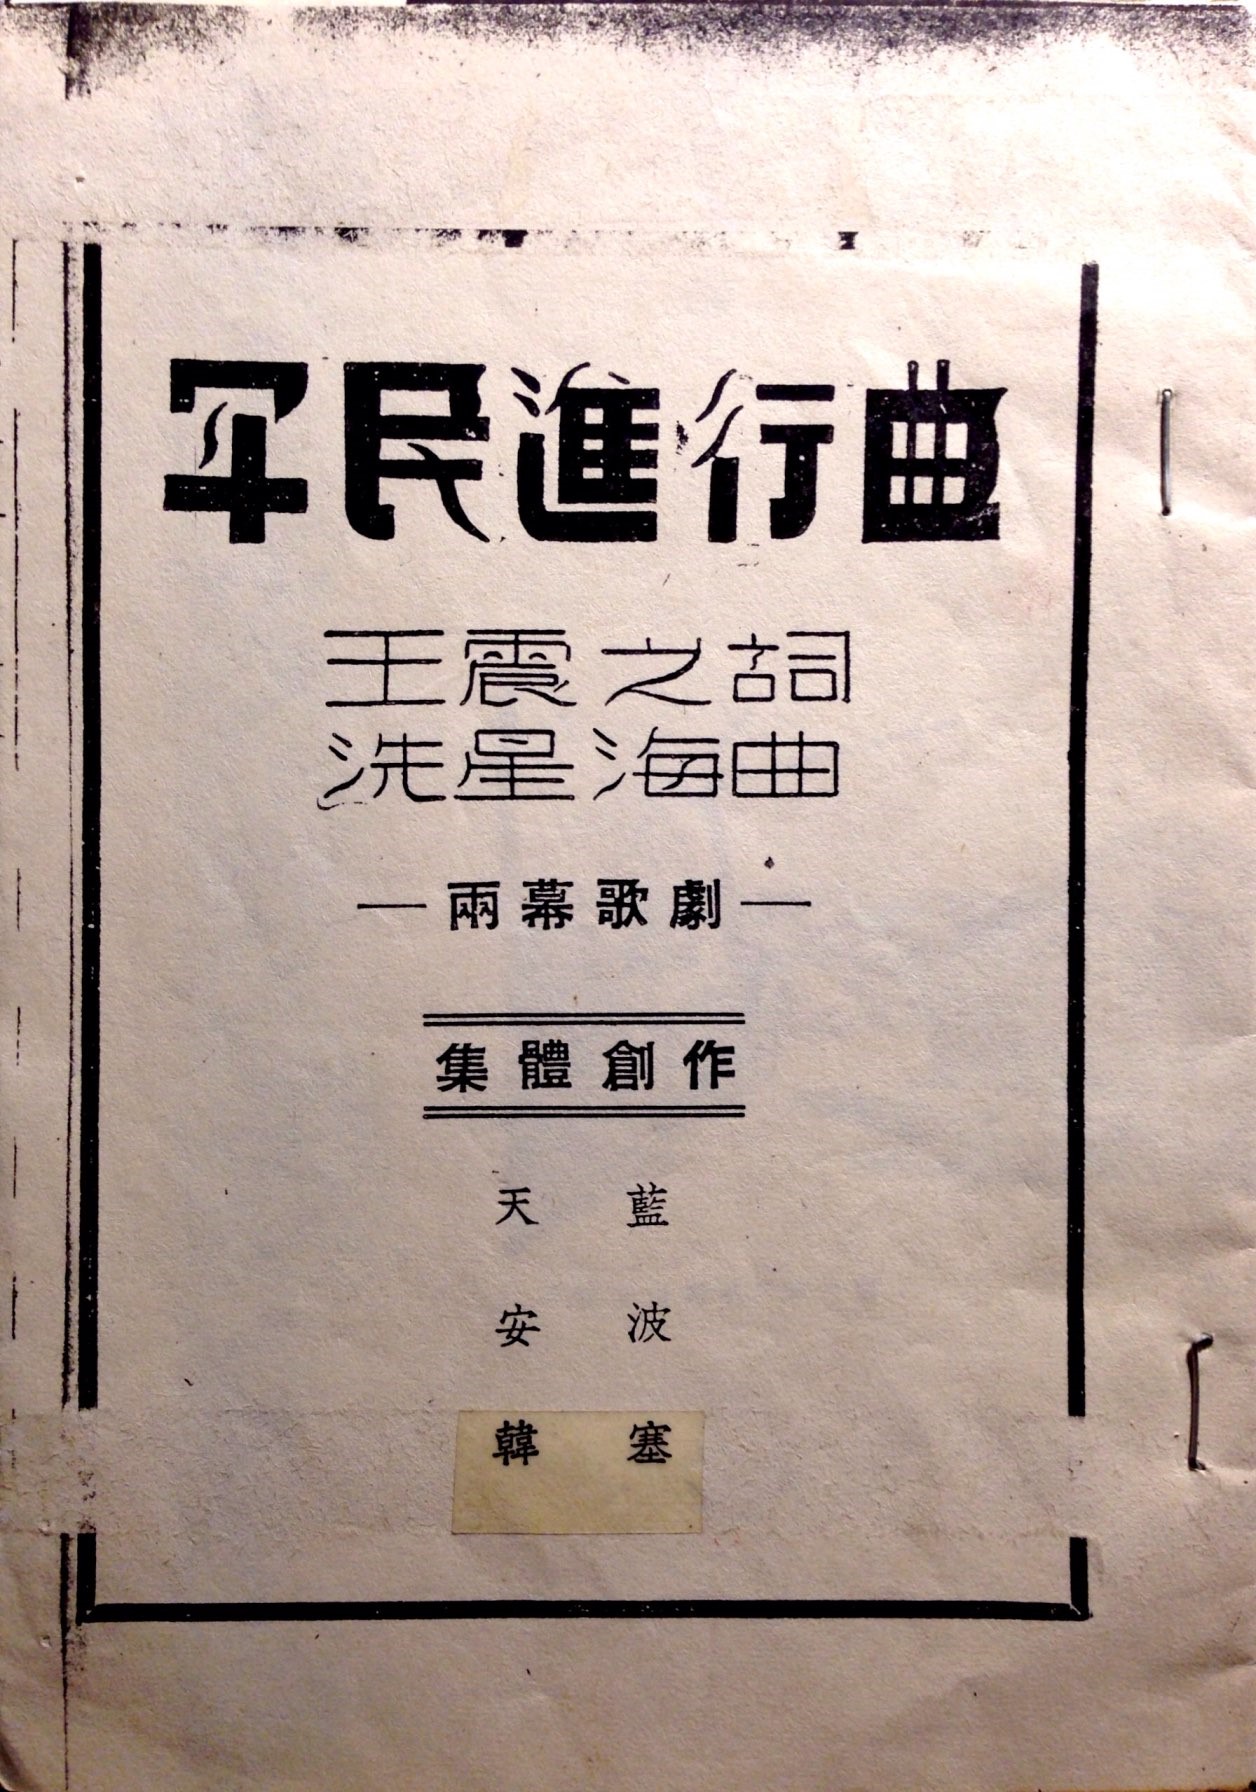 军民進行曲
王震之詞
洗星海曲
—兩幕歌劇—
集體創作
天藍
安波
韓塞